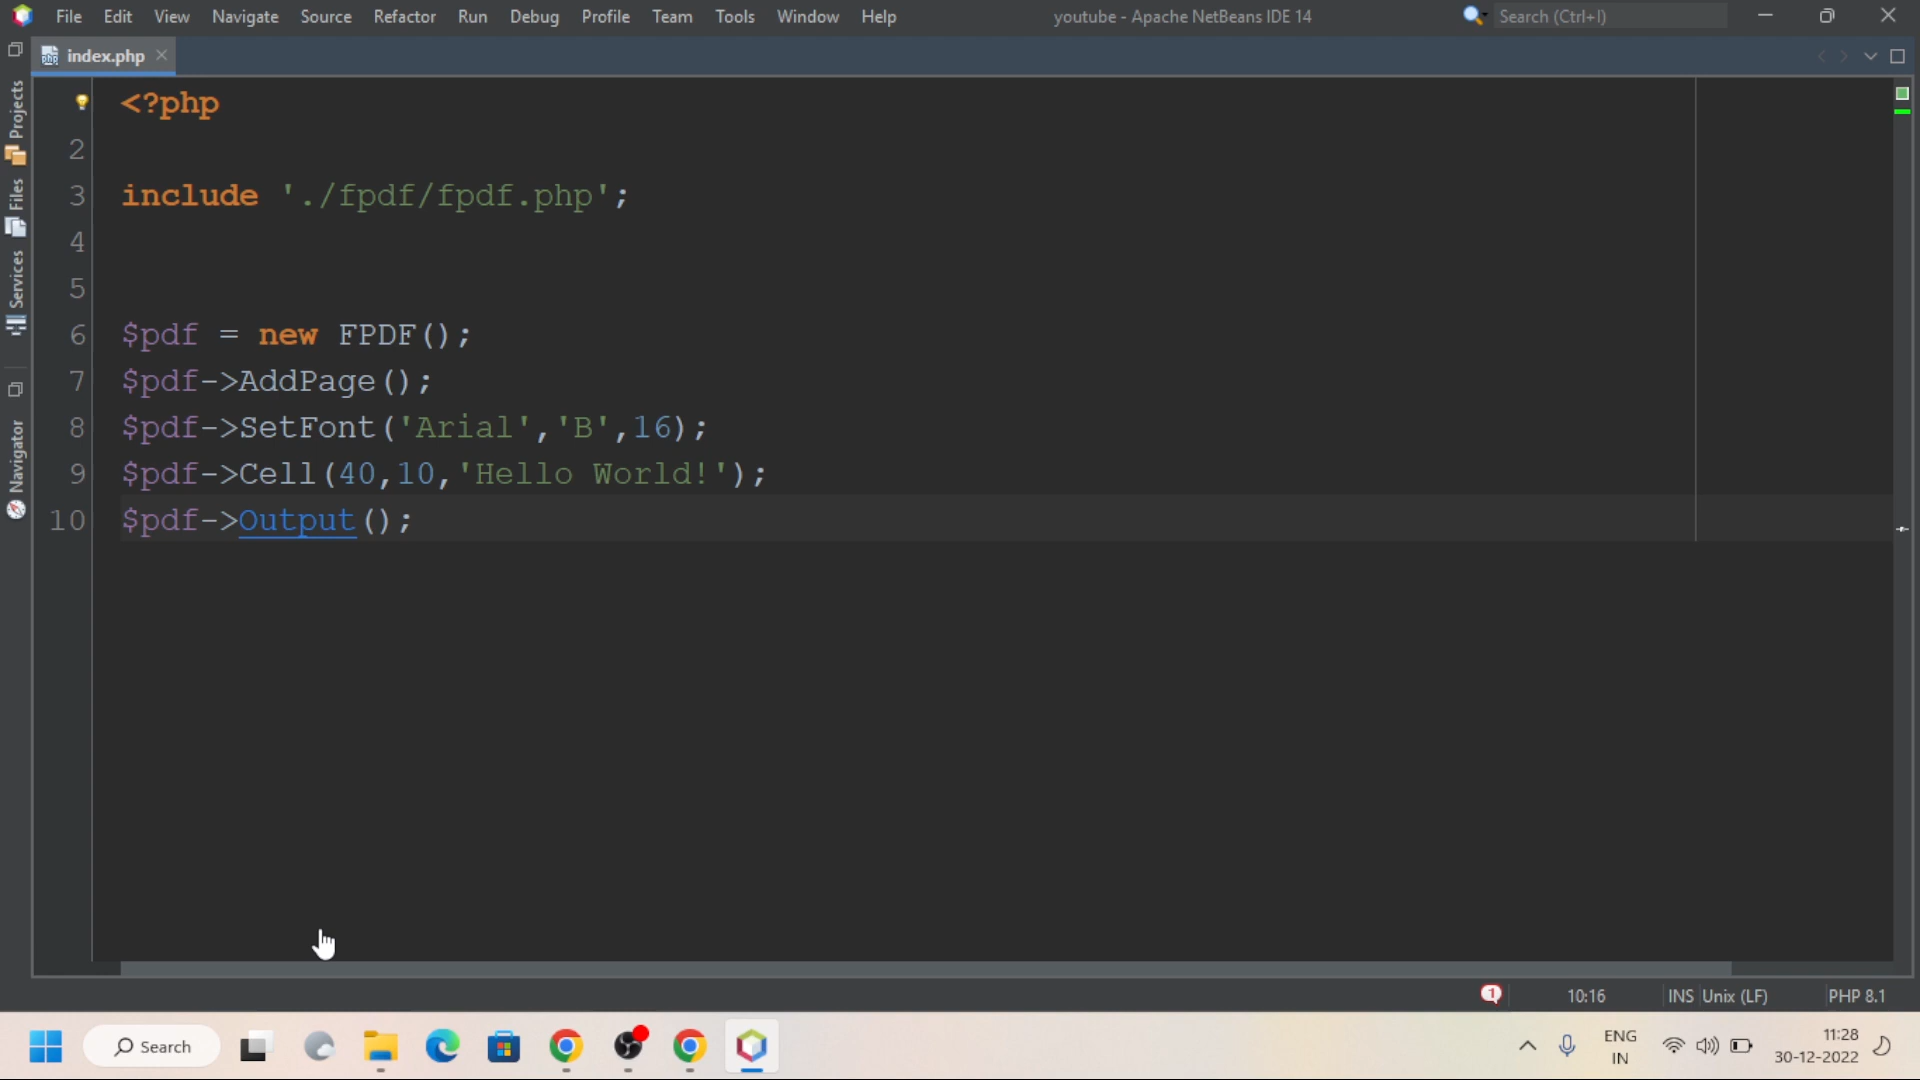 File Edit View Navigate Source Refactor Run Debug Profile Team Tools Window Help youtube - Apache NetBeans IDE 14 Search (Ctrl+I)
index.php
Projects
Files
Services
Navigator
<?php
2
3 include './fpdf/fpdf.php';
4
5
6 $pdf = new FPDF();
7 $pdf->AddPage();
8 $pdf->SetFont('Arial','B',16);
9 $pdf->Cell(40,10,'Hello World!');
10 $pdf->Output();
1 10:16 INS Unix (LF) PHP 8.1
Search
ENG
IN
11:28
30-12-2022